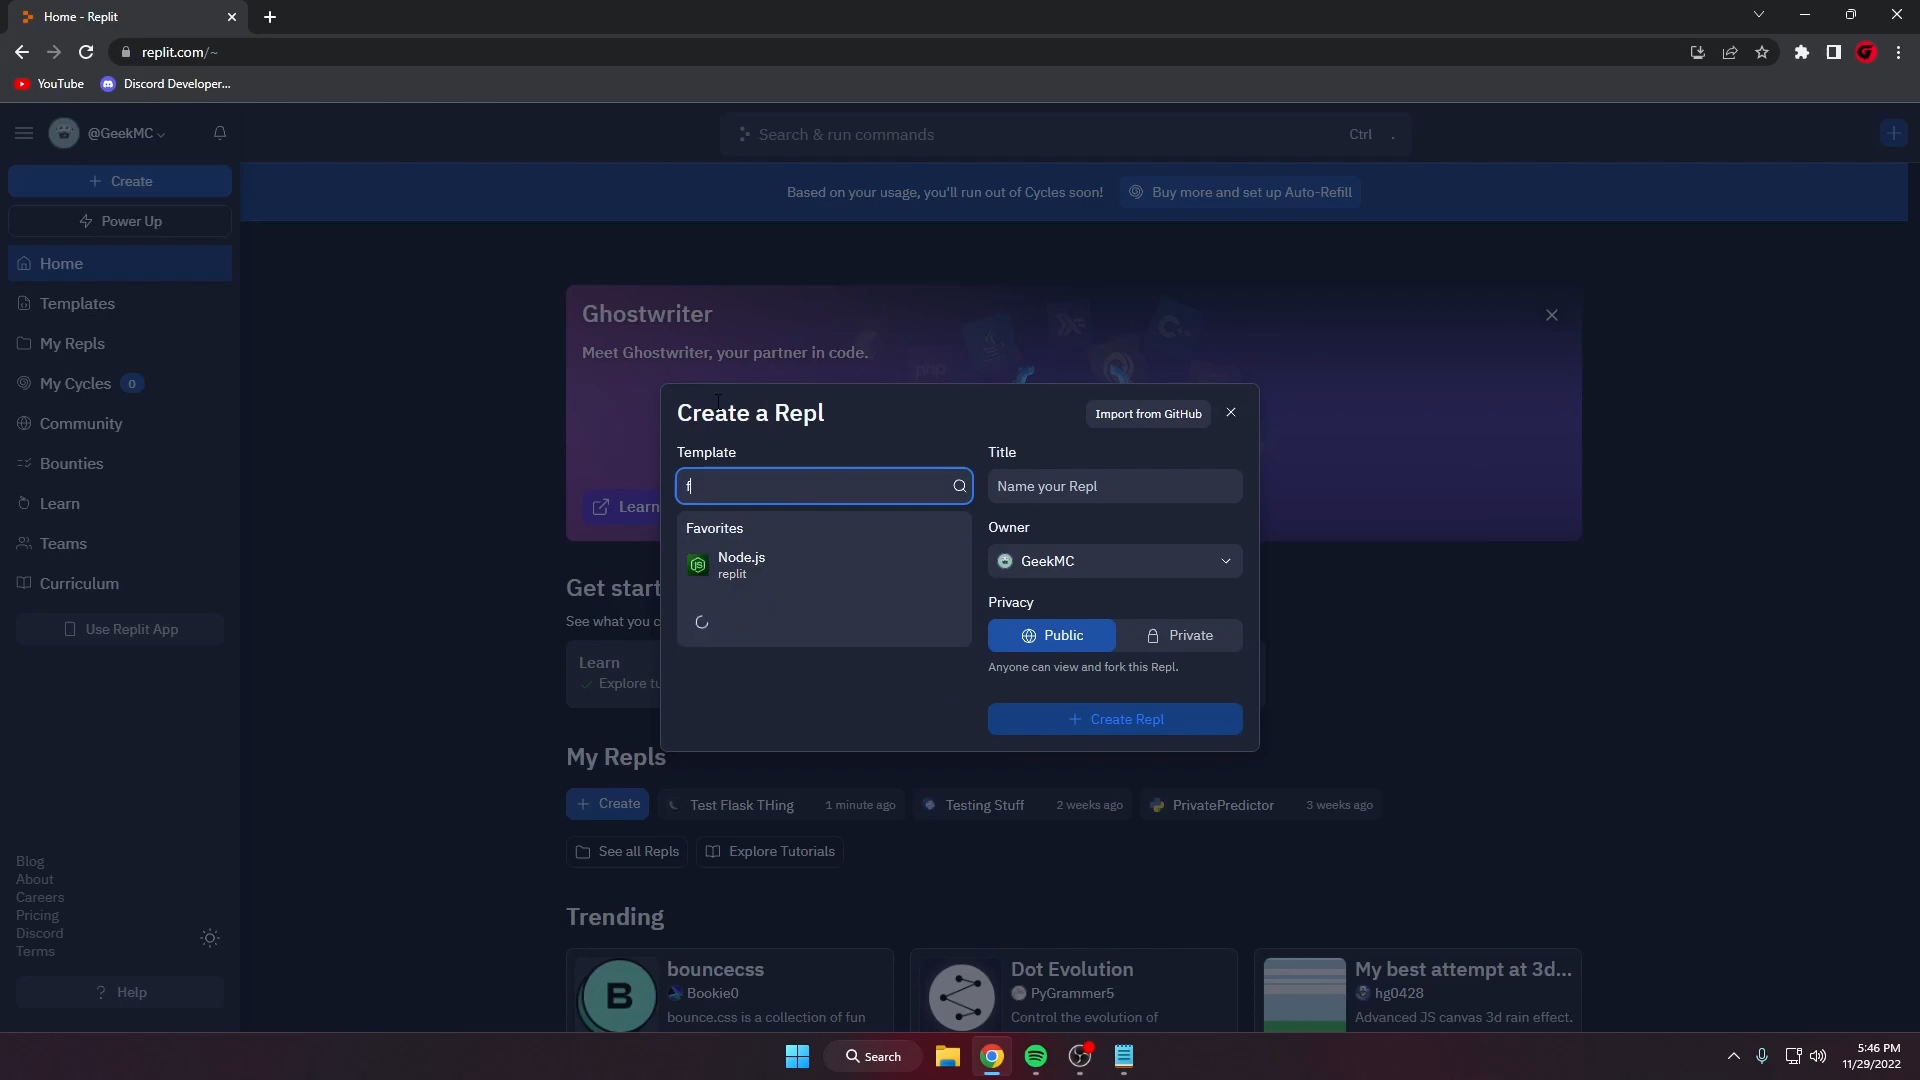 Home - Replit
replit.com/~
YouTube
Discord Developer...
@GeekMC
Search & run commands
Ctrl .
Create
Based on your usage, you'll run out of Cycles soon!
Buy more and set up Auto-Refill
Power Up
Home
Templates
My Repls
My Cycles 0
Community
Bounties
Learn
Teams
Curriculum
Use Replit App
Blog
About
Careers
Pricing
Discord
Terms
? Help
Ghostwriter
Meet Ghostwriter, your partner in code.
php
Learn
Create a Repl
Import from GitHub
Template
f
Favorites
Node.js
replit
Title
Name your Repl
Owner
GeekMC
Privacy
Public
Private
Anyone can view and fork this Repl.
+ Create Repl
Get start
See what you c
Learn
Explore tu
My Repls
+ Create
Test Flask THing
1 minute ago
Testing Stuff
2 weeks ago
PrivatePredictor
3 weeks ago
See all Repls
Explore Tutorials
Trending
B
bouncecss
Bookie0
bounce.css is a collection of fun
Dot Evolution
PyGrammer5
Control the evolution of
My best attempt at 3d...
hg0428
Advanced JS canvas 3d rain effect.
Search
5:46 PM
11/29/2022